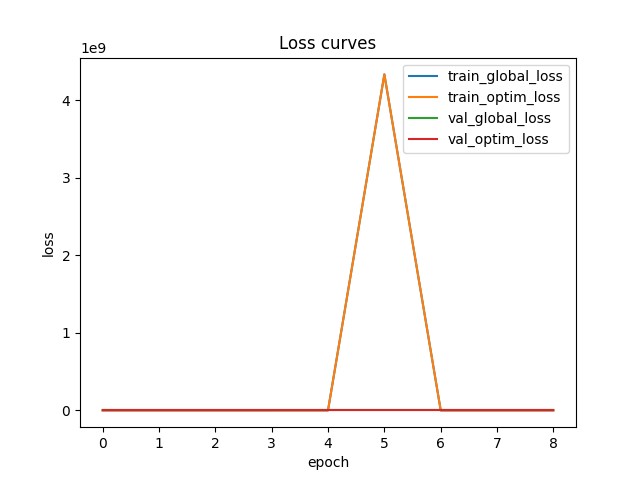 Loss curves
1e9
train_global_loss
train_optim_loss
val_global_loss
val_optim_loss
4
3
2
1
0
loss
0 1 2 3 4 5 6 7 8
epoch